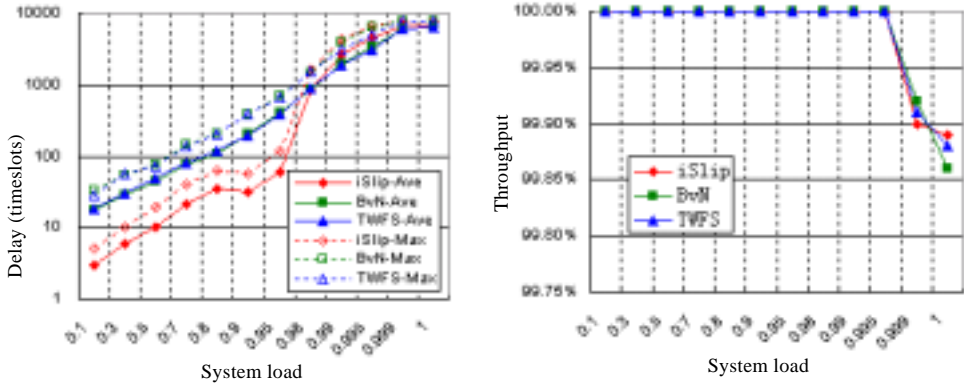 10000
1000
100
10
1
Delay (timeslots)
iSlip-Ave
BvN-Ave
TWFS-Ave
iSlip-Max
BvN-Max
TWFS-Max
0.1 0.3 0.5 0.7 0.8 0.9 0.95 0.98 0.99 0.995 0.999 1
System load
100.00%
99.95%
99.90%
99.85%
99.80%
99.75%
Throughput
iSlip
BvN
TWFS
0.1 0.3 0.5 0.7 0.8 0.9 0.95 0.98 0.99 0.995 0.999 1
System load